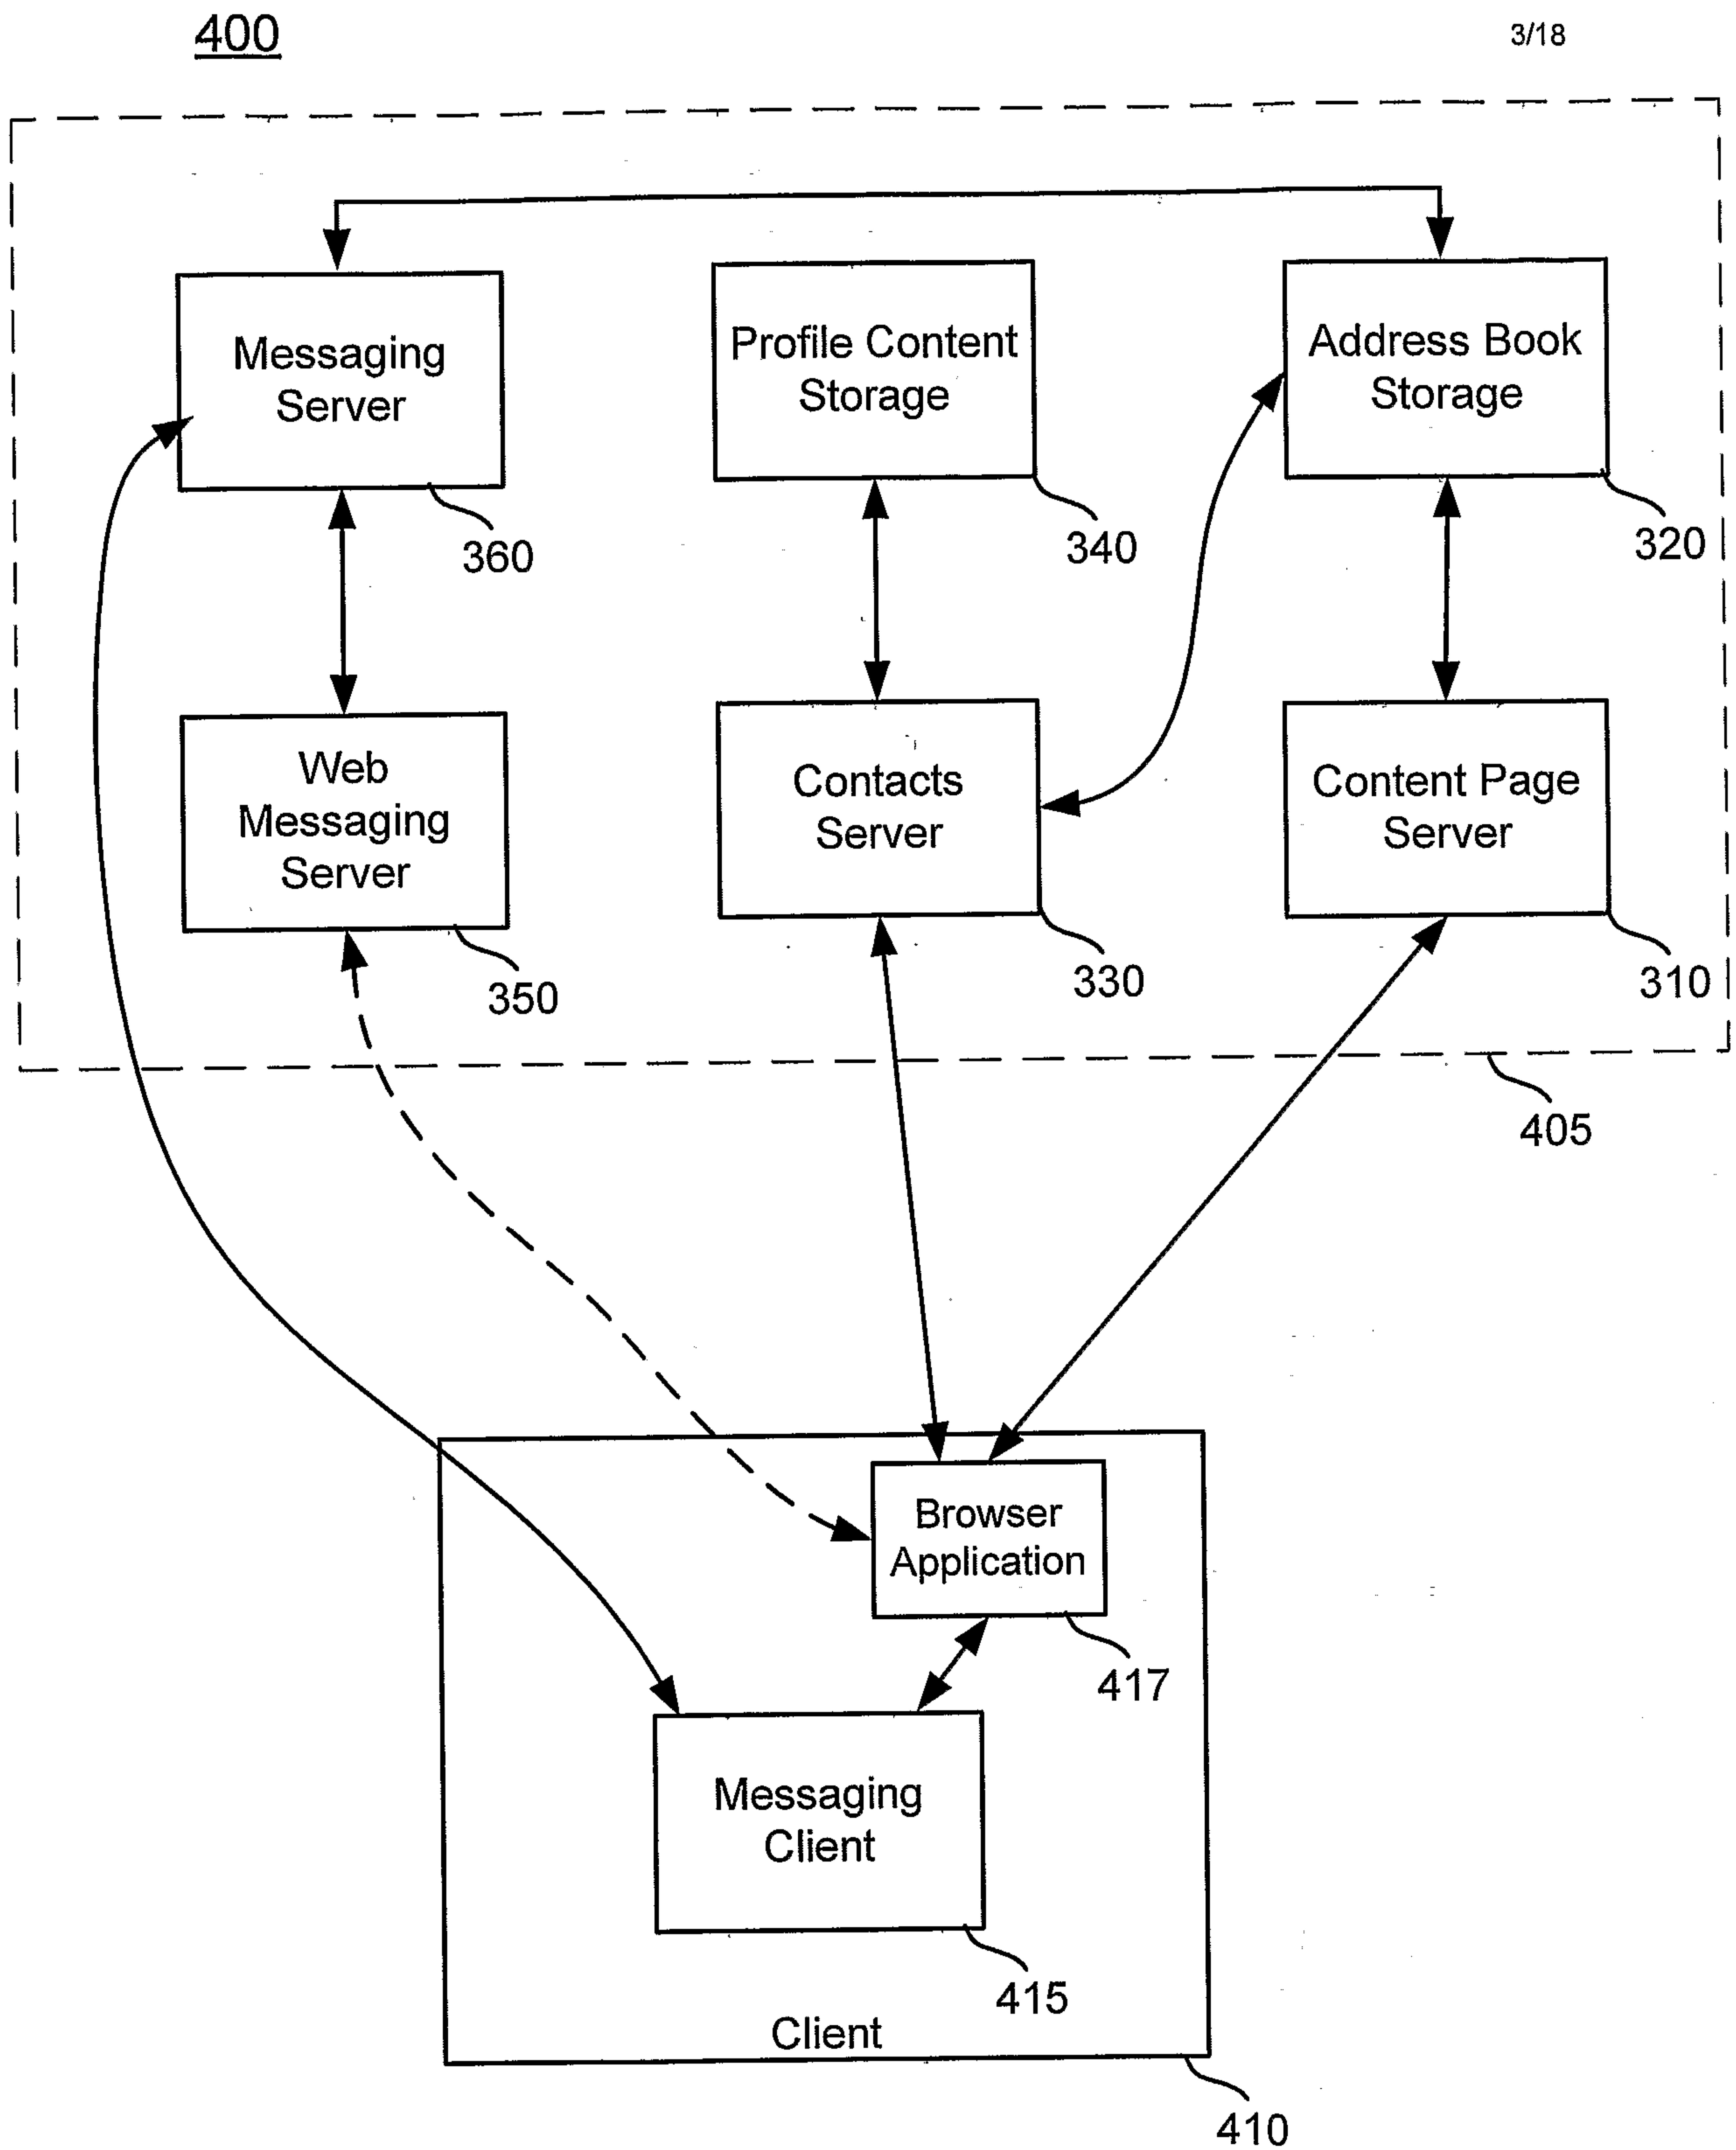 400
3/18
Messaging
Server
360
Profile Content
Storage
340
Address Book
Storage
320
Web
Messaging
Server
350
Contacts
Server
330
Content Page
Server
310
405
Browser
Application
417
Messaging
Client
415
Client
410